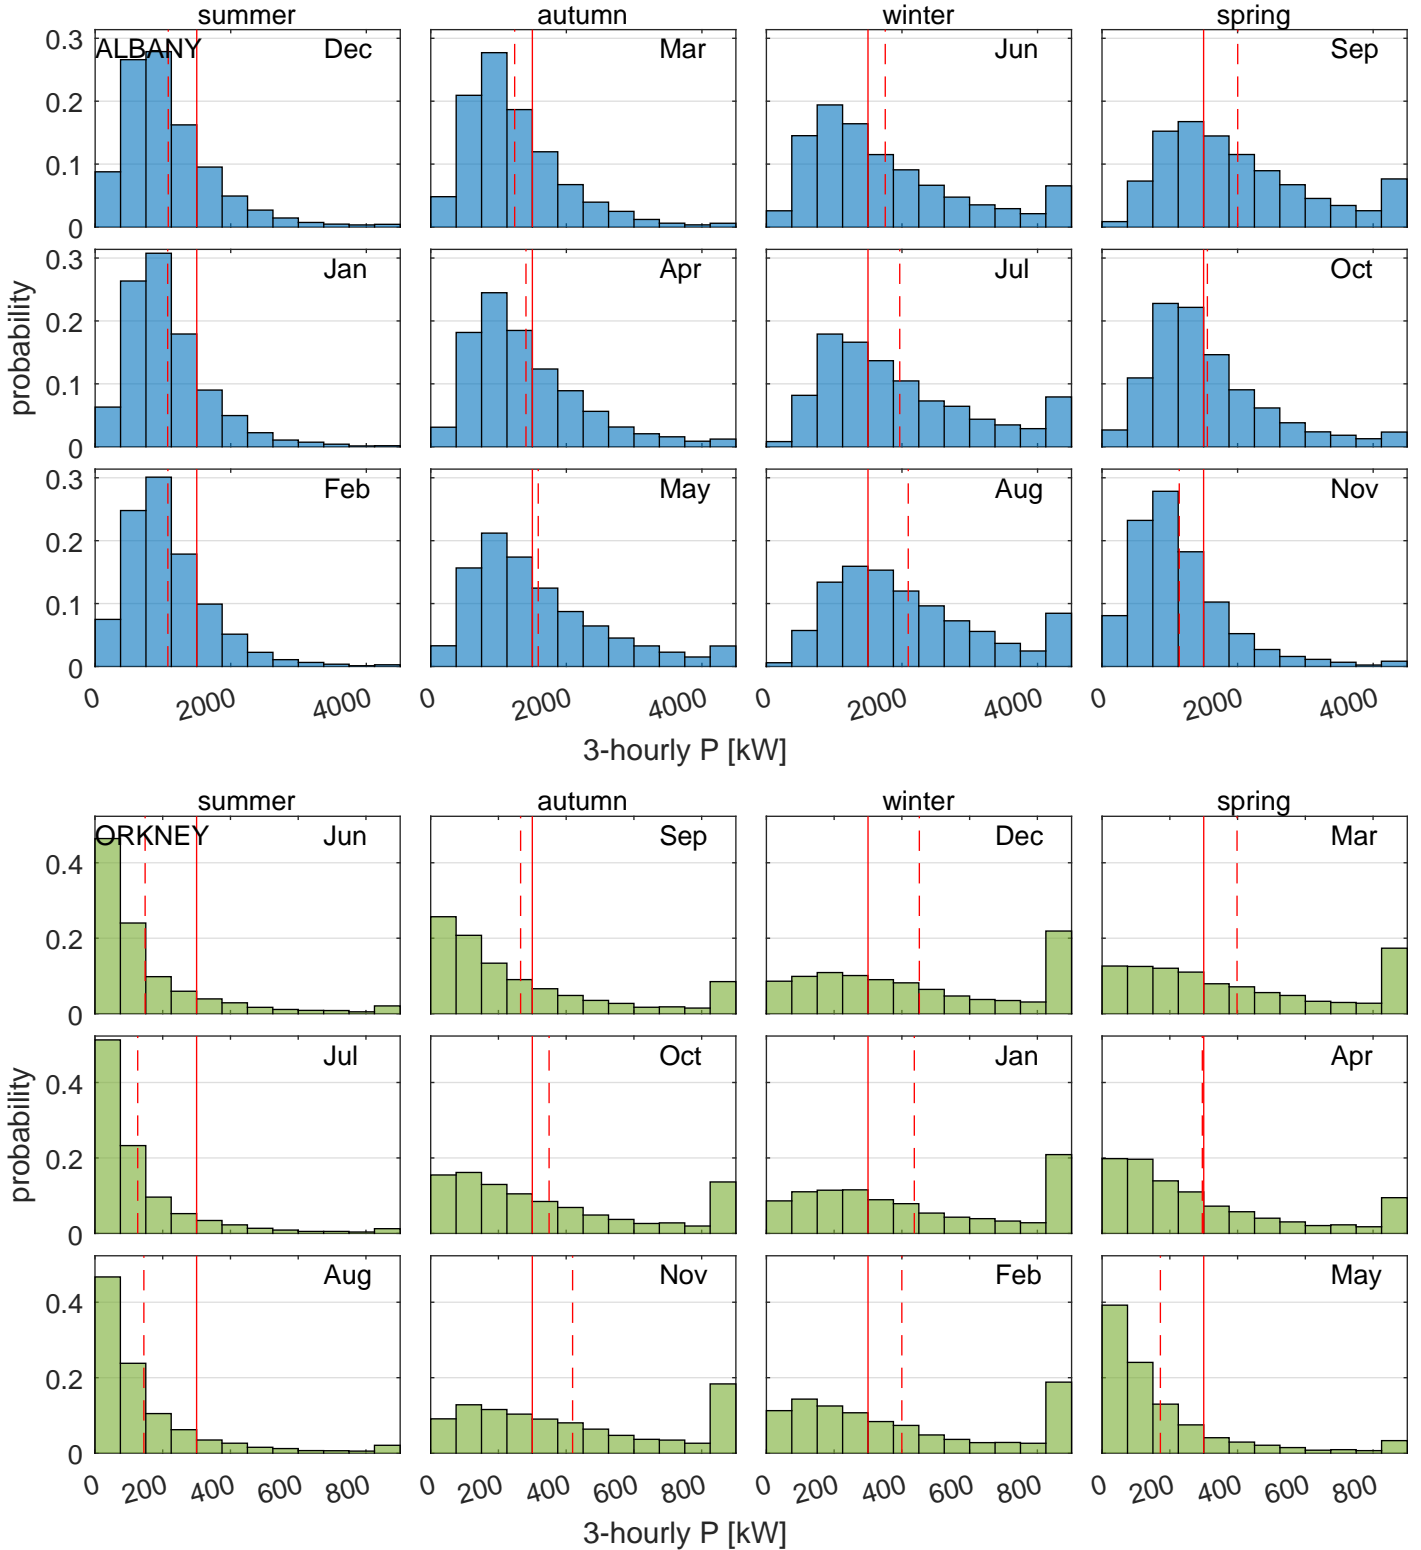 summer autumn winter spring
0.3 ALBANY Dec Mar Jun Sep
0.2
0.1
0
0.3 Jan Apr Jul Oct
0.2
0.1
0
probability
0.3 Feb May Aug Nov
0.2
0.1
0
0 2000 4000 0 2000 4000 0 2000 4000 0 2000 4000
3-hourly P [kW]
summer autumn winter spring
ORKNEY Jun Sep Dec Mar
0.4
0.2
0
Jul Oct Jan Apr
0.4
0.2
0
probability
Aug Nov Feb May
0.4
0.2
0
0 200 400 600 800 0 200 400 600 800 0 200 400 600 800 0 200 400 600 800
3-hourly P [kW]